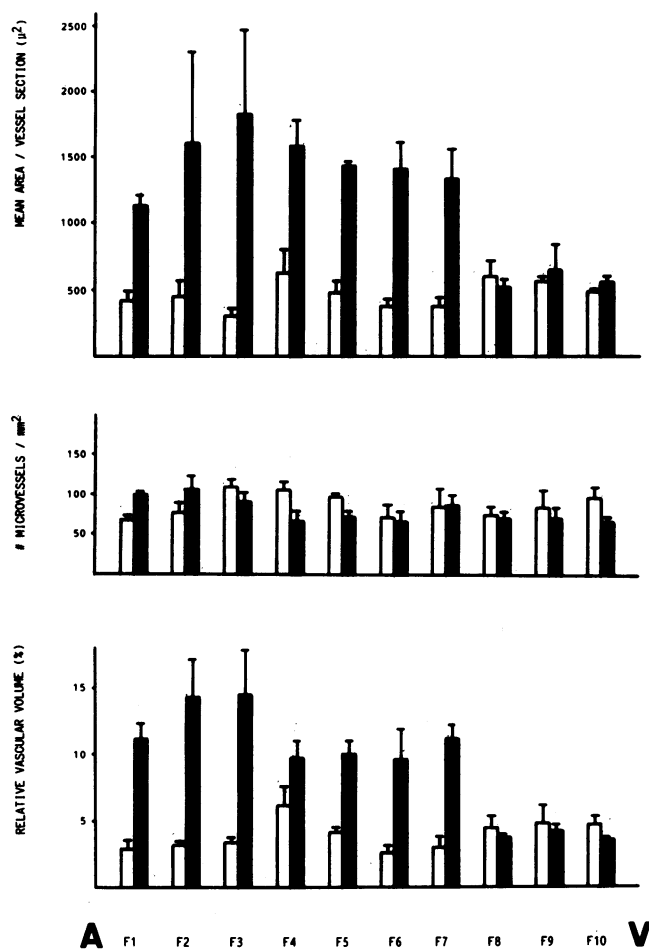 MEAN AREA / VESSEL SECTION (μ²)
2500
2000
1500
1000
500
# MICROVESSELS / mm²
150
100
50
RELATIVE VASCULAR VOLUME (%)
15
10
5
A F1 F2 F3 F4 F5 F6 F7 F8 F9 F10 V